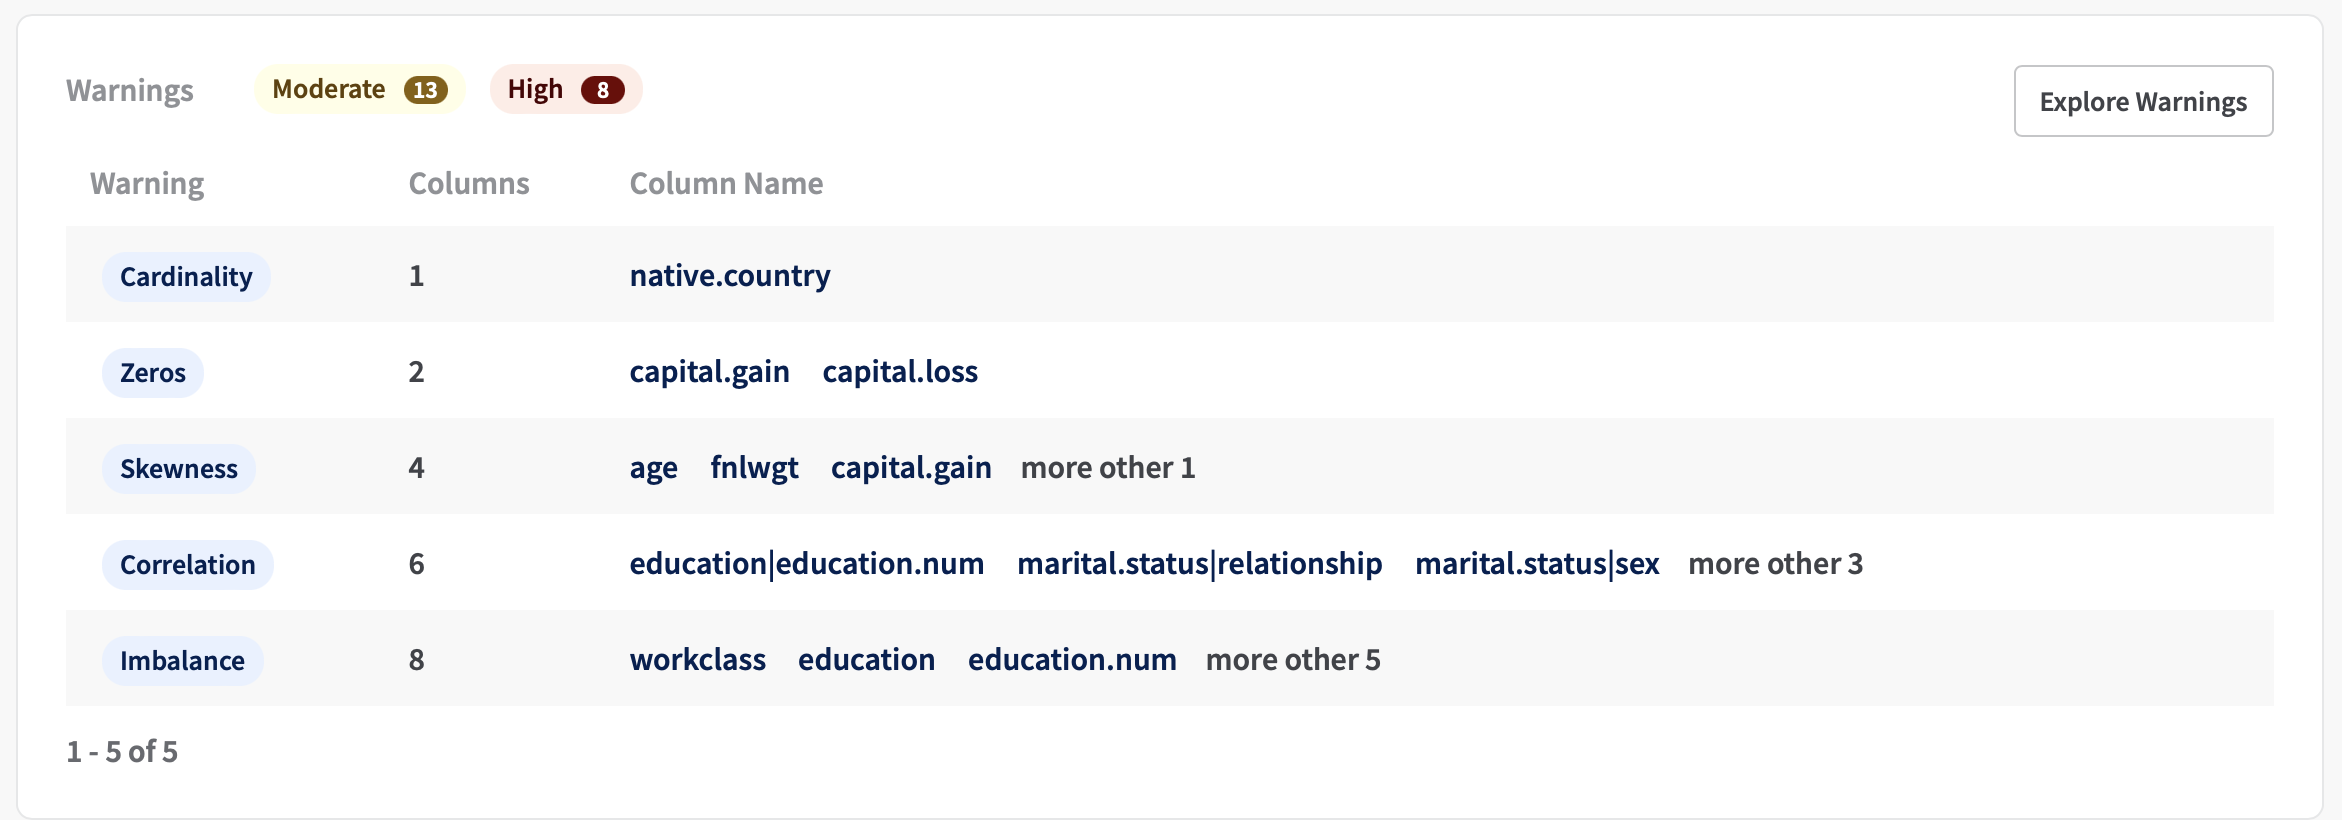 Warnings Moderate 13 High 8 Explore Warnings
Warning Columns Column Name
Cardinality 1 native.country
Zeros 2 capital.gain capital.loss
Skewness 4 age fnlwgt capital.gain more other 1
Correlation 6 education|education.num marital.status|relationship marital.status|sex more other 3
Imbalance 8 workclass education education.num more other 5
1 - 5 of 5